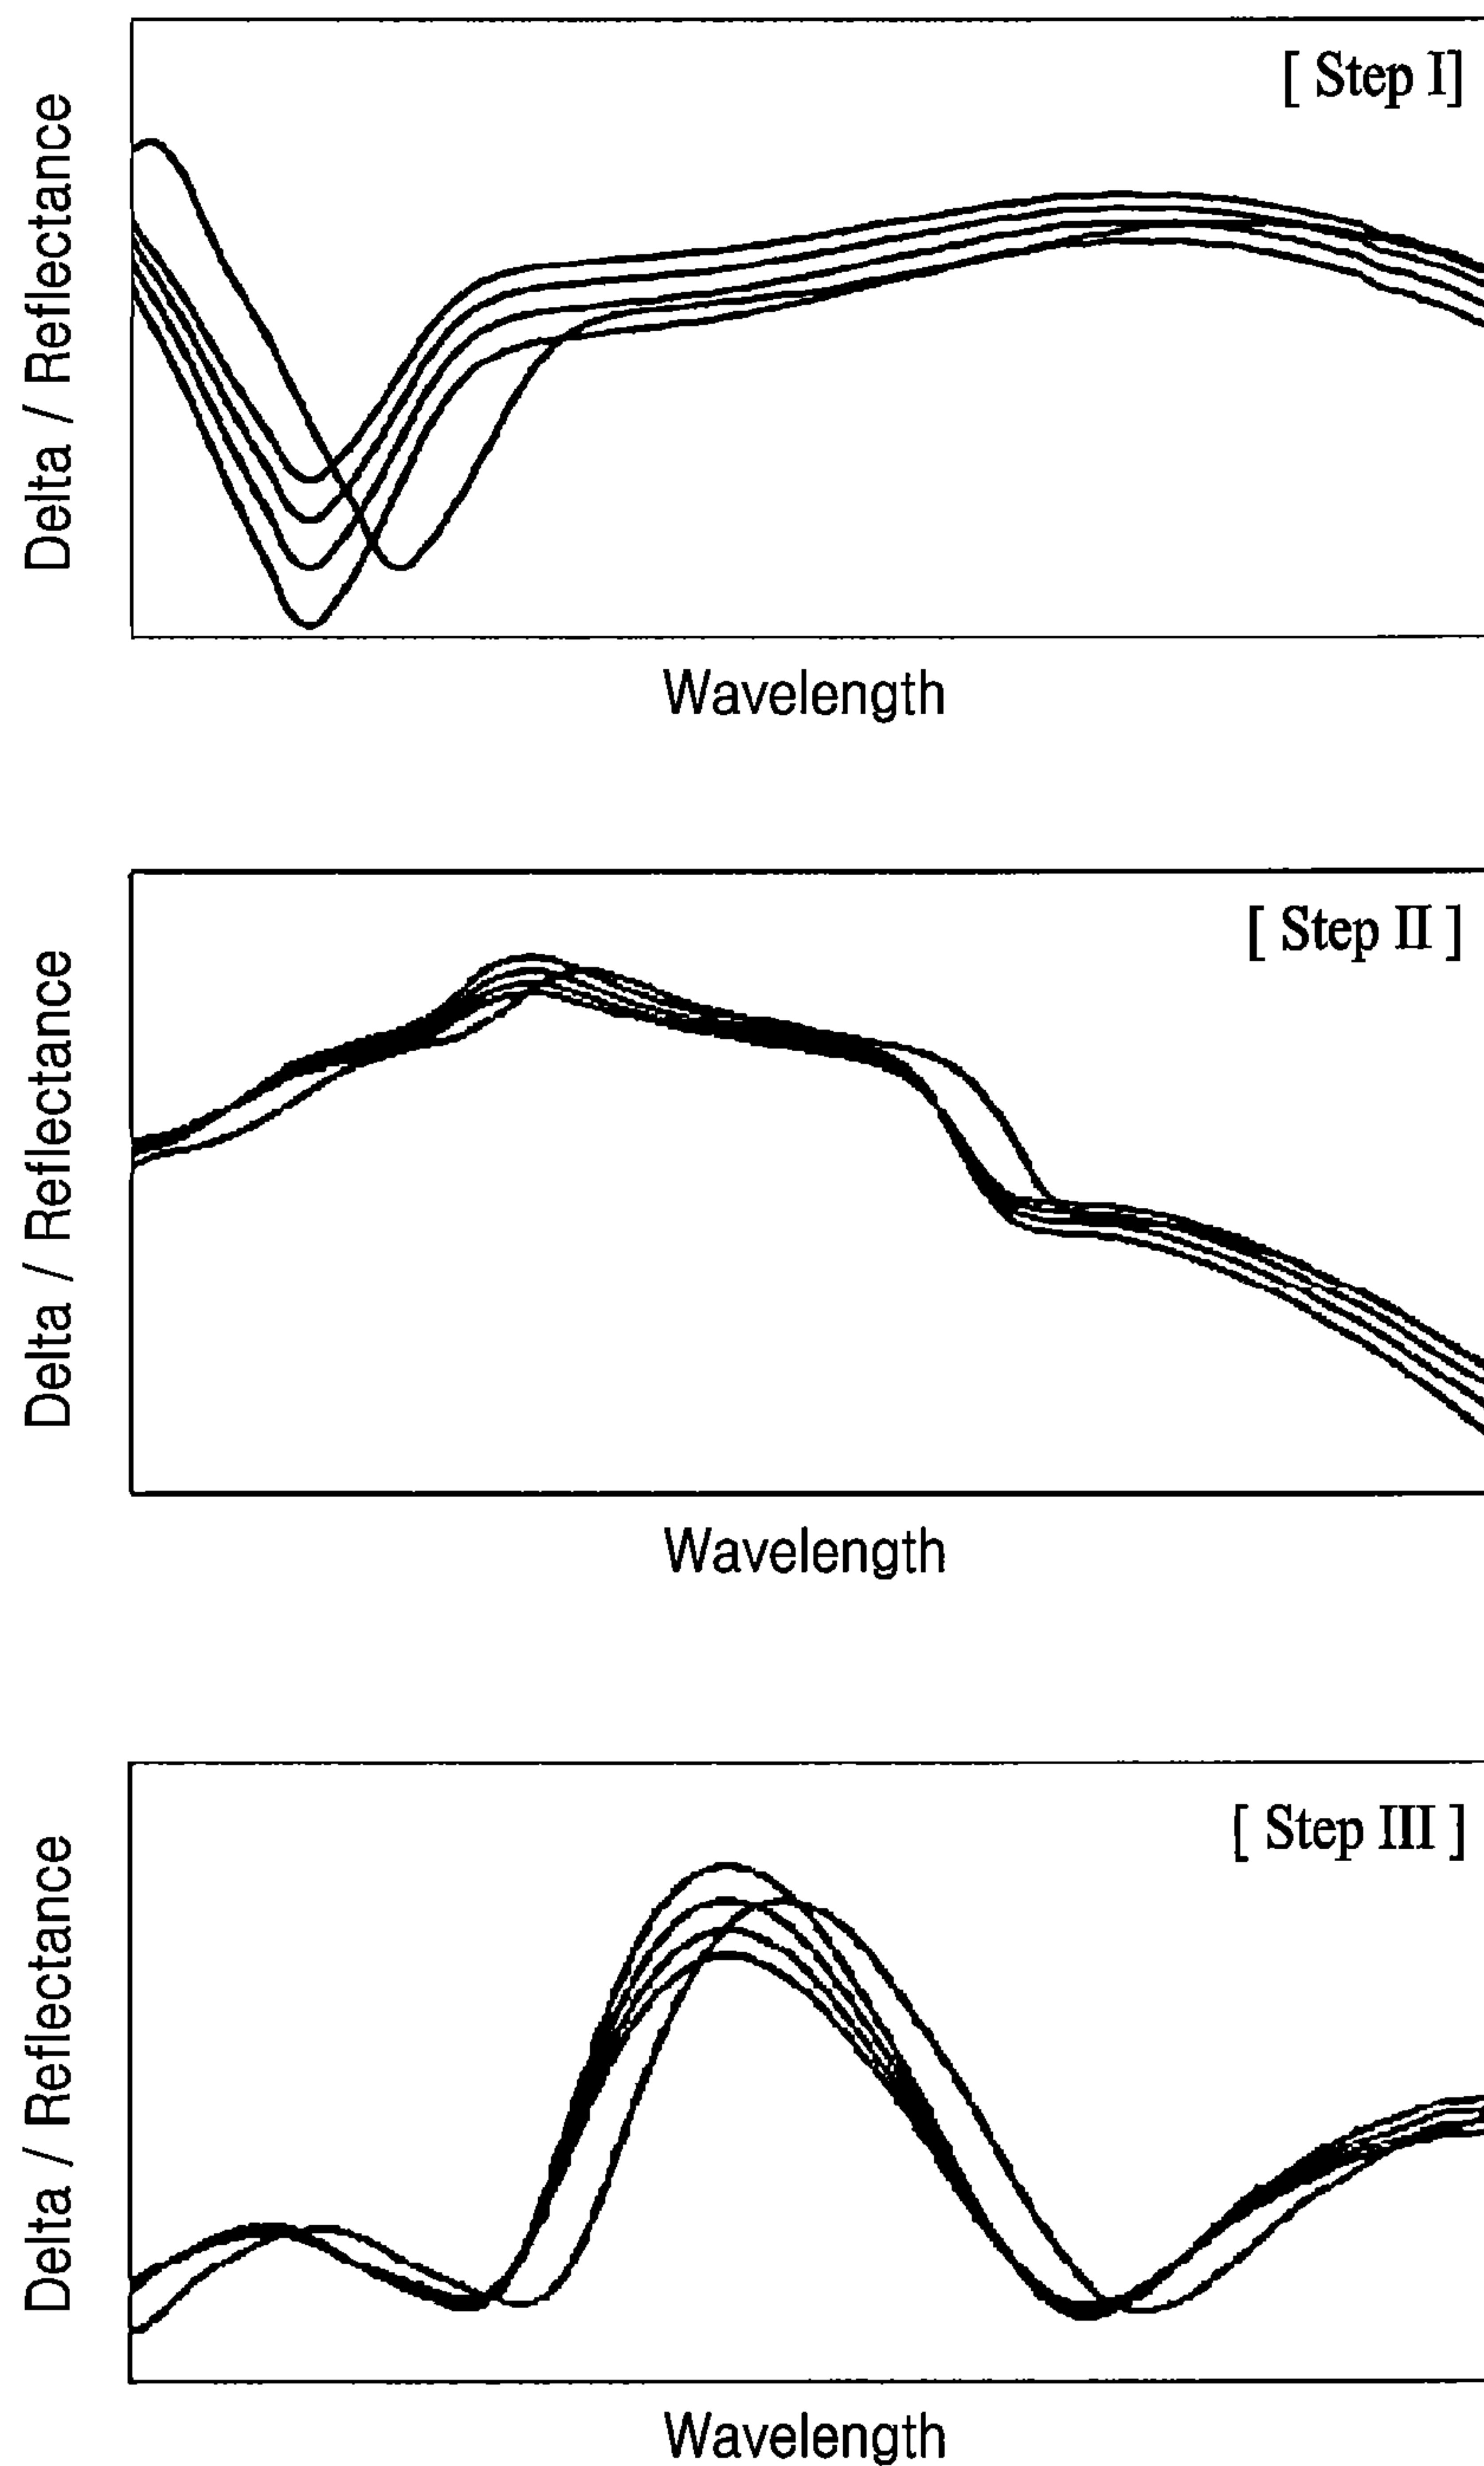 [ Step I]
Delta / Reflectance
Wavelength
[ Step II ]
Delta / Reflectance
Wavelength
[ Step III ]
Delta / Reflectance
Wavelength